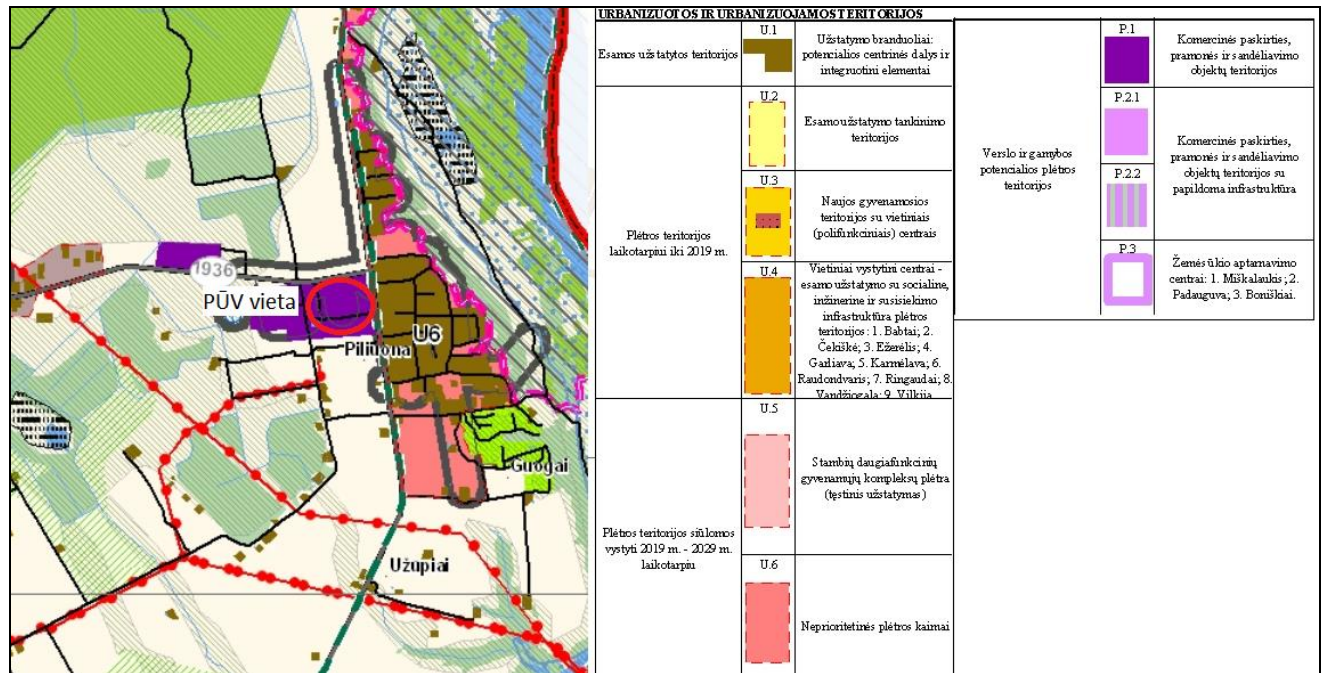 1936
PŪV vieta
U6
Piliuona
Guogai
Užupiai
URBANIZUOTOS IR URBANIZUOJAMOS TERITORIJOS
Esamos užstatytos teritorijos
U.1
Užstatymo branduoliai:
potencialios centrinės dalys ir
integruotini elementai
Plėtros teritorijos
laikotarpiui iki 2019 m.
U.2
Esamo užstatymo tankinimo
teritorijos
U.3
Naujos gyvenamosios
teritorijos su vietiniais
(polifunkciniais) centrais
U.4
Vietiniai vystytini centrai -
esamo užstatymo su socialine,
inžinerine ir susisiekimo
infrastruktūra plėtros
teritorijos: 1. Babtai; 2.
Čekiškė; 3. Ežerėlis; 4.
Garliava; 5. Karmėlava; 6.
Raudondvaris; 7. Ringaudai; 8.
Vandžiogala; 9. Vilkija
Plėtros teritorijos siūlomos
vystyti 2019 m. - 2029 m.
laikotarpiu
U.5
Stambių daugiafunkcinių
gyvenamųjų kompleksų plėtra
(tęstinis užstatymas)
U.6
Neprioritetinės plėtros kaimai
Verslo ir gamybos
potencialios plėtros
teritorijos
P.1
Komercinės paskirties,
pramonės ir sandėliavimo
objektų teritorijos
P.2.1
P.2.2
Komercinės paskirties,
pramonės ir sandėliavimo
objektų teritorijos su
papildoma infrastruktūra
P.3
Žemės ūkio aptarnavimo
centrai: 1. Miškalaukis; 2.
Padauguva; 3. Boniškiai.